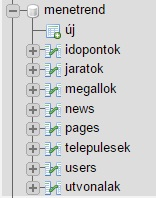 menetrend
új
idopontok
jaratok
megallok
news
pages
telepulesek
users
utvonalak